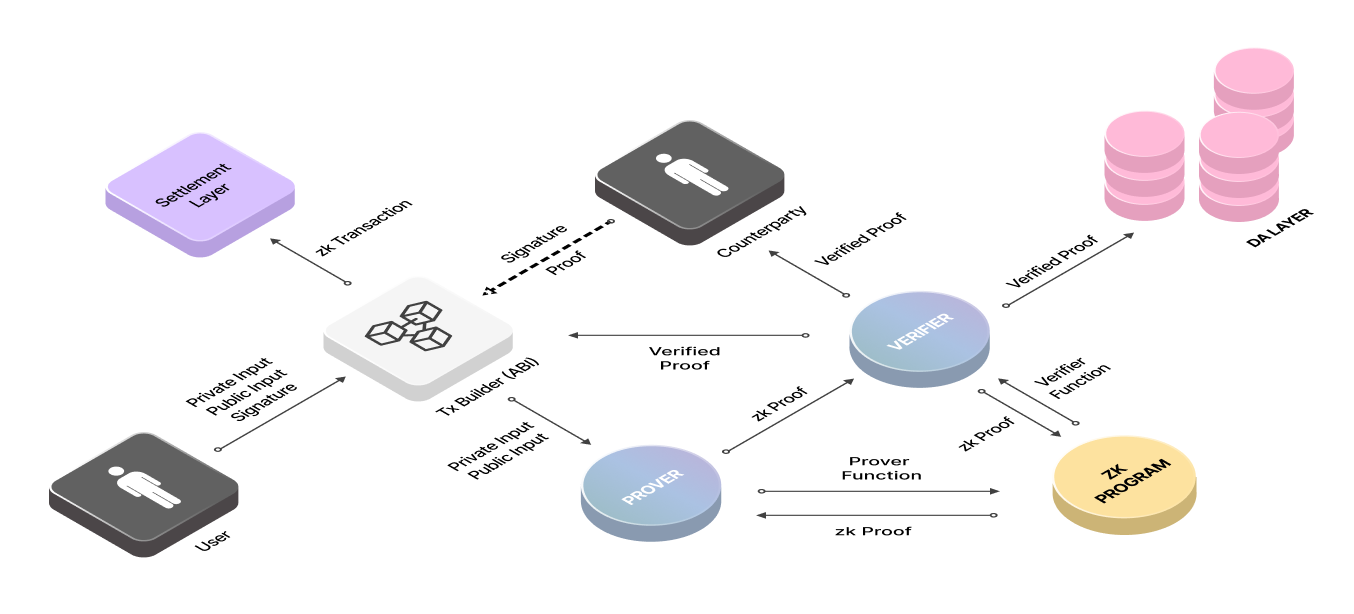 Settlement
Layer
zk Transaction
Signature
Proof
Counterparty
Verified Proof
Verified Proof
DA LAYER
VERIFIER
Verified
Proof
Private Input
Public Input
Signature
Tx Builder (ABI)
Private Input
Public Input
zk Proof
Verifier
Function
zk Proof
User
PROVER
Prover
Function
zk Proof
ZK
PROGRAM